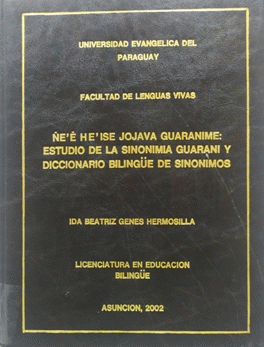 UNIVERSIDAD EVANGELICA DEL
PARAGUAY
FACULTAD DE LENGUAS VIVAS
ÑE'Ê HE'ISE JOJAVA GUARANIME:
ESTUDIO DE LA SINONIMIA GUARANI Y
DICCIONARIO BILINGÜE DE SINONIMOS
IDA BEATRIZ GENES HERMOSILLA
LICENCIATURA EN EDUCACION
BILINGÜE
ASUNCION, 2002